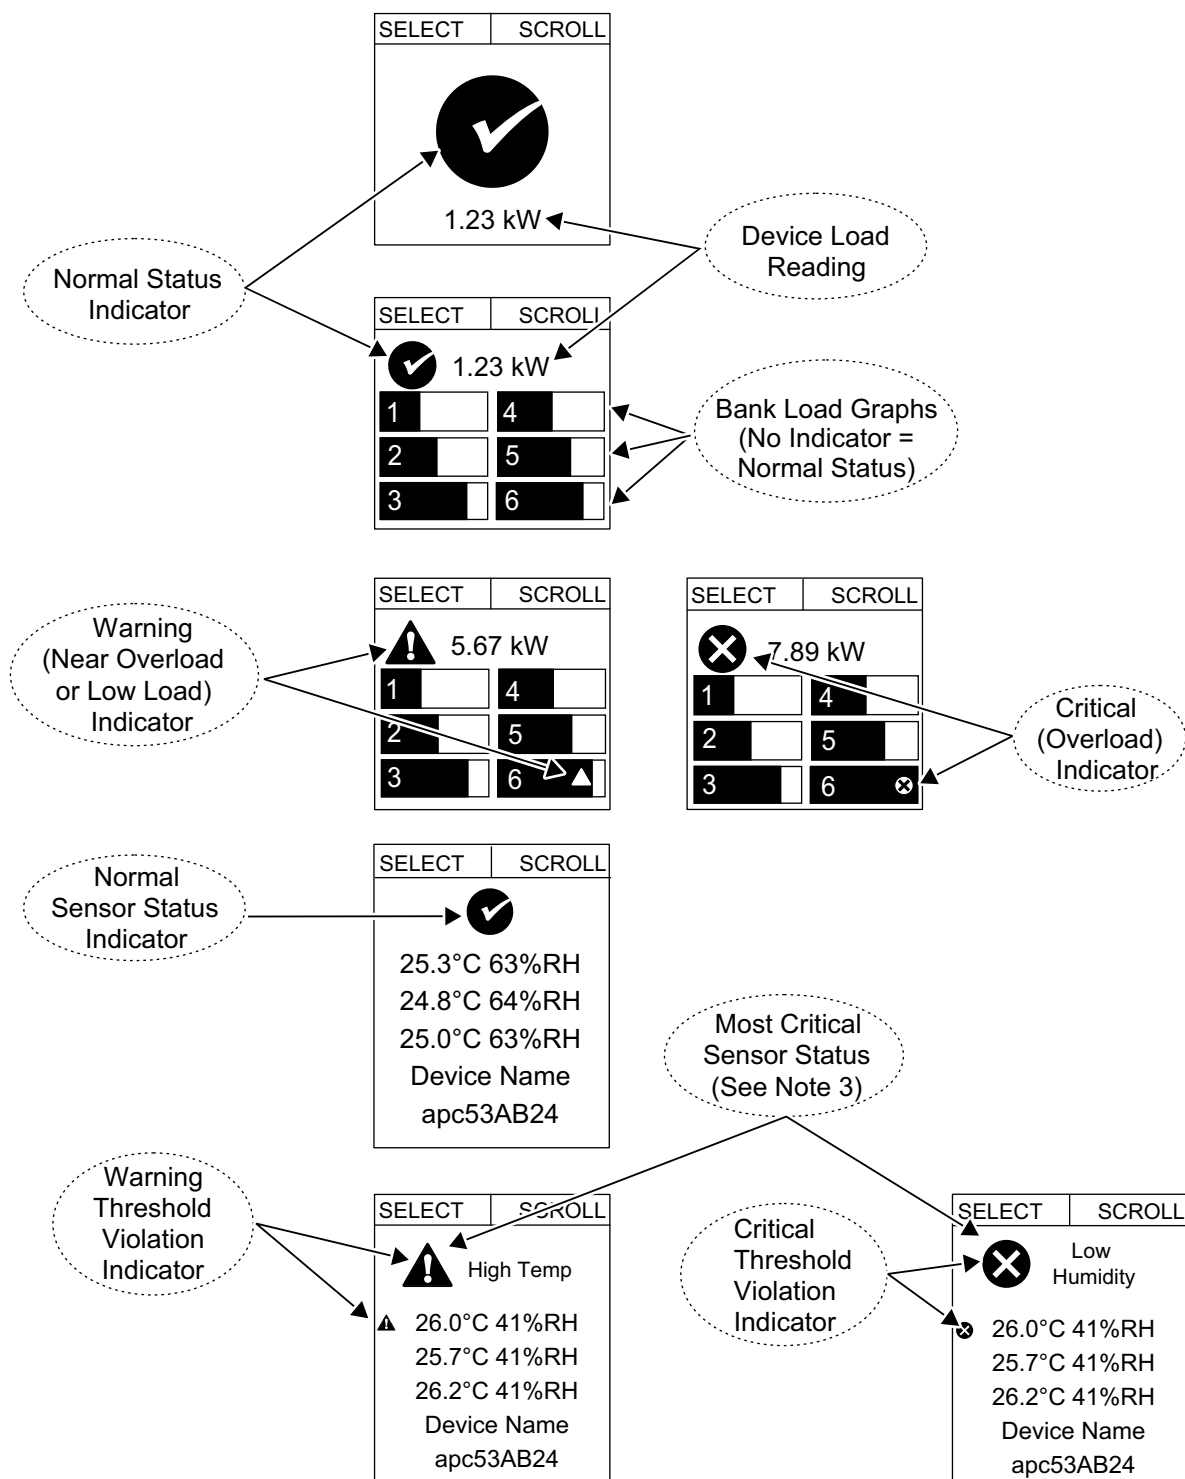 SELECT SCROLL
1.23 kW
Normal Status
Indicator
Device Load
Reading
SELECT SCROLL
1.23 kW
1 4
2 5
3 6
Bank Load Graphs
(No Indicator =
Normal Status)
Warning
(Near Overload
or Low Load)
Indicator
SELECT SCROLL
5.67 kW
1 4
2 5
3 6
SELECT SCROLL
7.89 kW
1 4
2 5
3 6
Critical
(Overload)
Indicator
Normal
Sensor Status
Indicator
SELECT SCROLL
25.3°C 63%RH
24.8°C 64%RH
25.0°C 63%RH
Device Name
apc53AB24
Most Critical
Sensor Status
(See Note 3)
Warning
Threshold
Violation
Indicator
SELECT SCROLL
High Temp
26.0°C 41%RH
25.7°C 41%RH
26.2°C 41%RH
Device Name
apc53AB24
Critical
Threshold
Violation
Indicator
SELECT SCROLL
Low
Humidity
26.0°C 41%RH
25.7°C 41%RH
26.2°C 41%RH
Device Name
apc53AB24